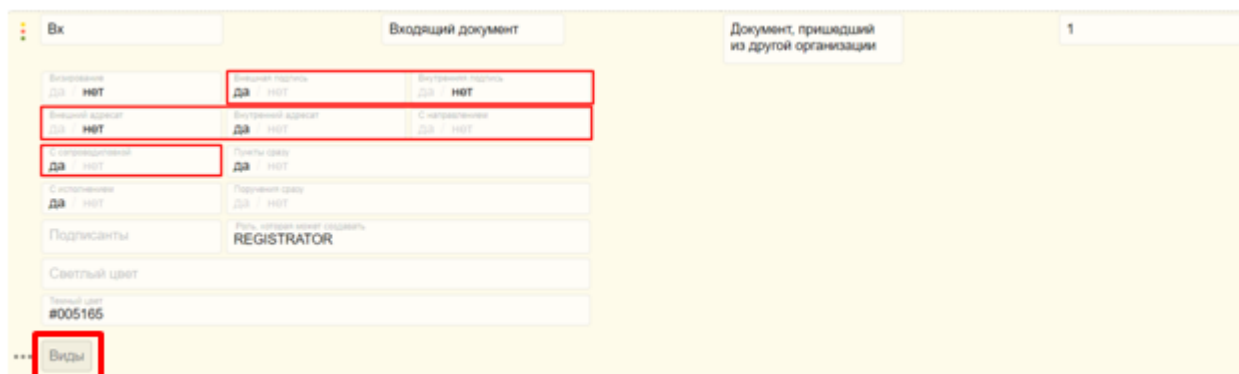 Вх
Входящий документ
Документ, пришедший
из другой организации
1
Визирование
да / нет
Внешняя подпись
да / нет
Внутренняя подпись
да / нет
Внешний адресат
да / нет
Внутренний адресат
да / нет
С направлением
да / нет
С сопроводиловкой
да / нет
Пункты сразу
да / нет
С исполнением
да / нет
Поручения сразу
да / нет
Подписанты
Роль, которая может создавать
REGISTRATOR
Светлый цвет
Темный цвет
#005165
Виды